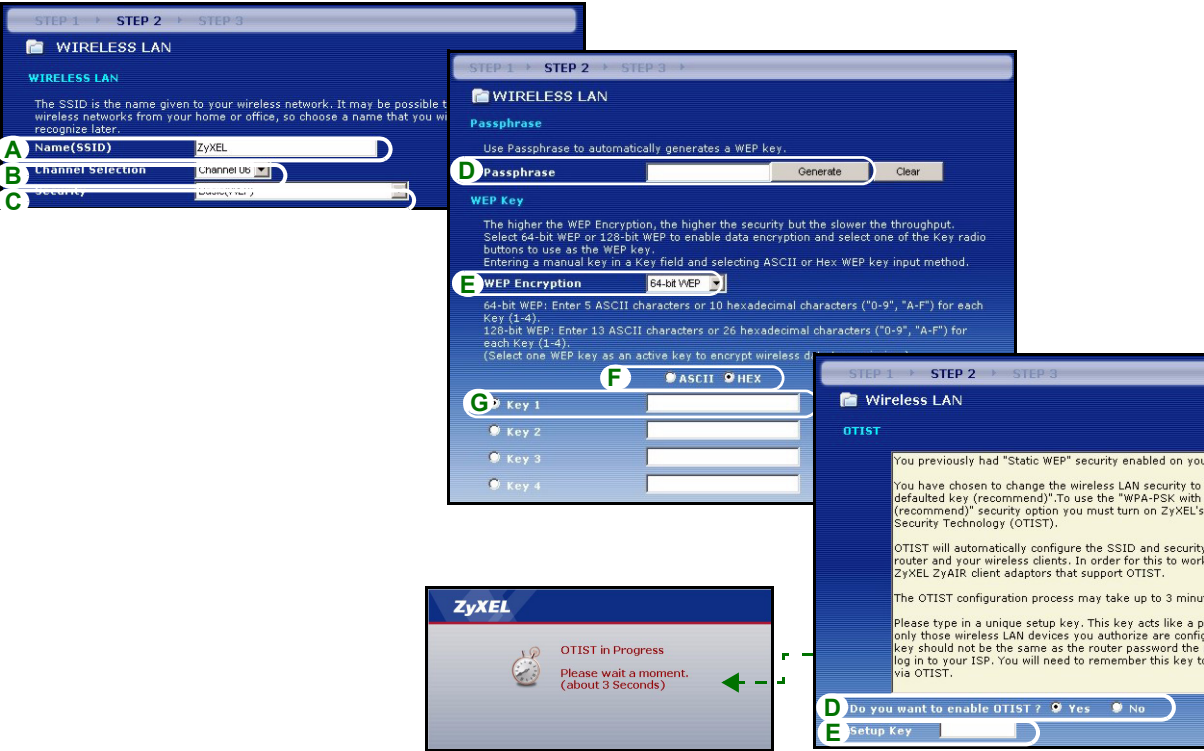 STEP 1 STEP 2 STEP 3
WIRELESS LAN
WIRELESS LAN
The SSID is the name given to your wireless network. It may be possible t
wireless networks from your home or office, so choose a name that you wi
recognize later.
A Name(SSID) ZyXEL
B Channel Selection Channel 06
C Security Basic(WEP)
STEP 1 STEP 2 STEP 3
WIRELESS LAN
Passphrase
Use Passphrase to automatically generates a WEP key.
D Passphrase Generate Clear
WEP Key
The higher the WEP Encryption, the higher the security but the slower the throughput.
Select 64-bit WEP or 128-bit WEP to enable data encryption and select one of the Key radio
buttons to use as the WEP key.
Entering a manual key in a Key field and selecting ASCII or Hex WEP key input method.
E WEP Encryption 64-bit WEP
64-bit WEP: Enter 5 ASCII characters or 10 hexadecimal characters ("0-9", "A-F") for each
Key (1-4).
128-bit WEP: Enter 13 ASCII characters or 26 hexadecimal characters ("0-9", "A-F") for
each Key (1-4).
(Select one WEP key as an active key to encrypt wireless d
F ASCII HEX
G Key 1
Key 2
Key 3
Key 4
STEP 1 STEP 2 STEP 3
Wireless LAN
OTIST
You previously had "Static WEP" security enabled on you
You have chosen to change the wireless LAN security to
defaulted key (recommend)".To use the "WPA-PSK with
(recommend)" security option you must turn on ZyXEL's
Security Technology (OTIST).
OTIST will automatically configure the SSID and security
router and your wireless clients. In order for this to work
ZyXEL ZyAIR client adaptors that support OTIST.
The OTIST configuration process may take up to 3 minu
Please type in a unique setup key. This key acts like a p
only those wireless LAN devices you authorize are config
key should not be the same as the router password the
log in to your ISP. You will need to remember this key to
via OTIST.
D Do you want to enable OTIST ? Yes No
E Setup Key
ZyXEL
OTIST in Progress
Please wait a moment.
(about 3 Seconds)